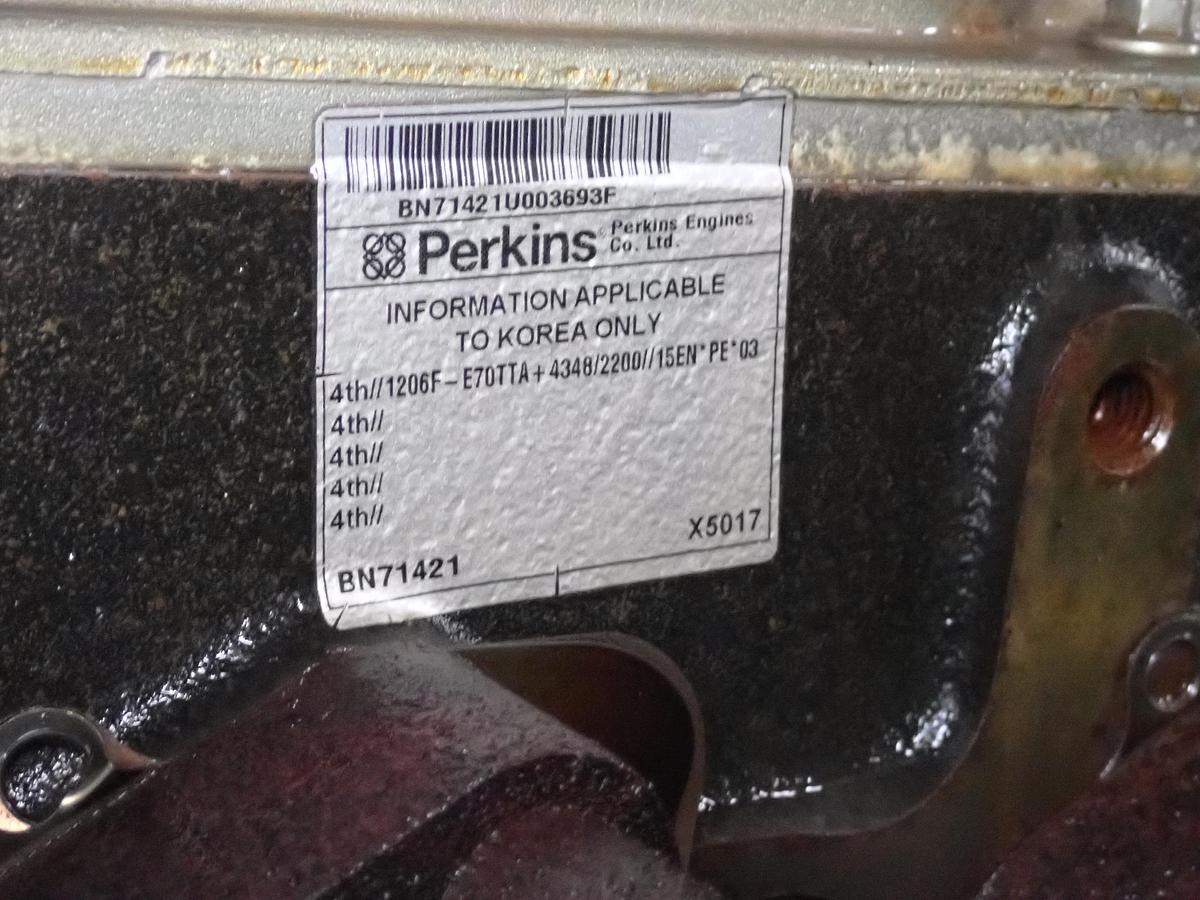 BN71421U003693F
Perkins® Perkins Engines
Co. Ltd.
INFORMATION APPLICABLE
TO KOREA ONLY
4th//1206F-E70TTA+4348/2200//15EN*PE*03
4th//
4th//
4th//
4th//
X5017
BN71421